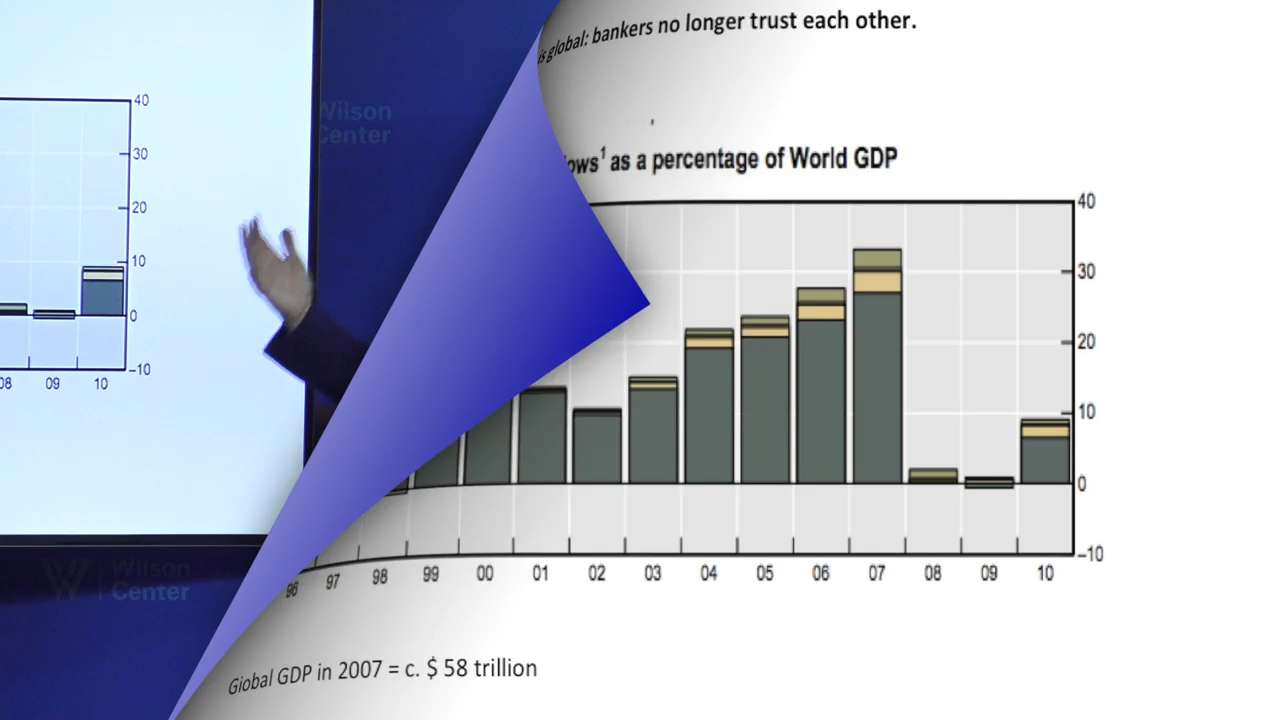 is global: bankers no longer trust each other.
ows¹ as a percentage of World GDP
40
30
20
10
0
-10
96 97 98 99 00 01 02 03 04 05 06 07 08 09 10
Global GDP in 2007 = c. $ 58 trillion
40
30
20
10
0
-10
08 09 10
Wilson
Center
Wilson
Center